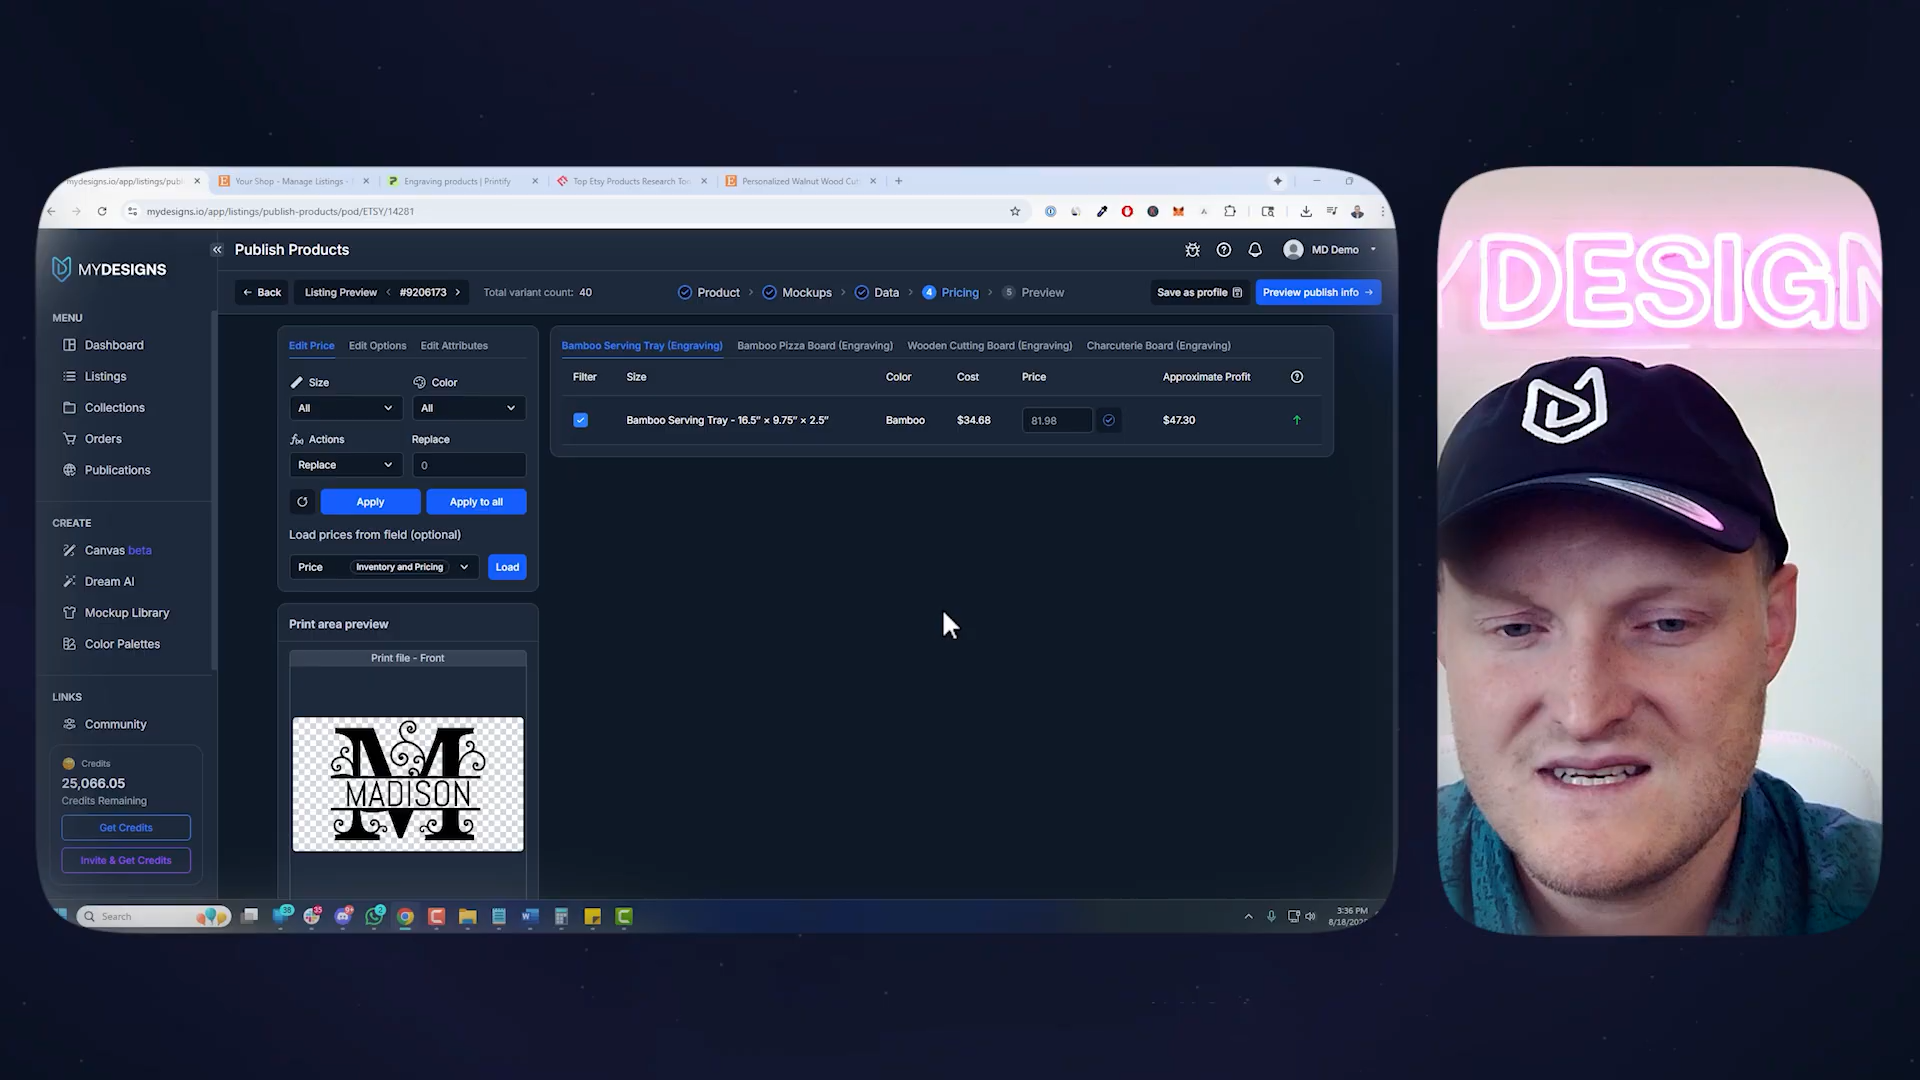 mydesigns.io/app/listings/publ
Your Shop - Manage Listings -
Engraving products | Printify
Top Etsy Products Research Too
Personalized Walnut Wood Cut
mydesigns.io/app/listings/publish-products/pod/ETSY/14281
MYDESIGNS
Publish Products
MD Demo
Back
Listing Preview
#9206173
Total variant count: 40
Product
Mockups
Data
4 Pricing
5 Preview
Save as profile
Preview publish info
MENU
Dashboard
Listings
Collections
Orders
Publications
CREATE
Canvas beta
Dream AI
Mockup Library
Color Palettes
LINKS
Community
Credits
25,066.05
Credits Remaining
Get Credits
Invite & Get Credits
Edit Price
Edit Options
Edit Attributes
Size
Color
All
All
Actions
Replace
Replace
0
Apply
Apply to all
Load prices from field (optional)
Price
Inventory and Pricing
Load
Print area preview
Print file - Front
M
MADISON
Bamboo Serving Tray (Engraving)
Bamboo Pizza Board (Engraving)
Wooden Cutting Board (Engraving)
Charcuterie Board (Engraving)
Filter
Size
Color
Cost
Price
Approximate Profit
Bamboo Serving Tray - 16.5" × 9.75" × 2.5"
Bamboo
$34.68
81.98
$47.30
Search
38
35
9+
2
3:36 PM
YDESIGN